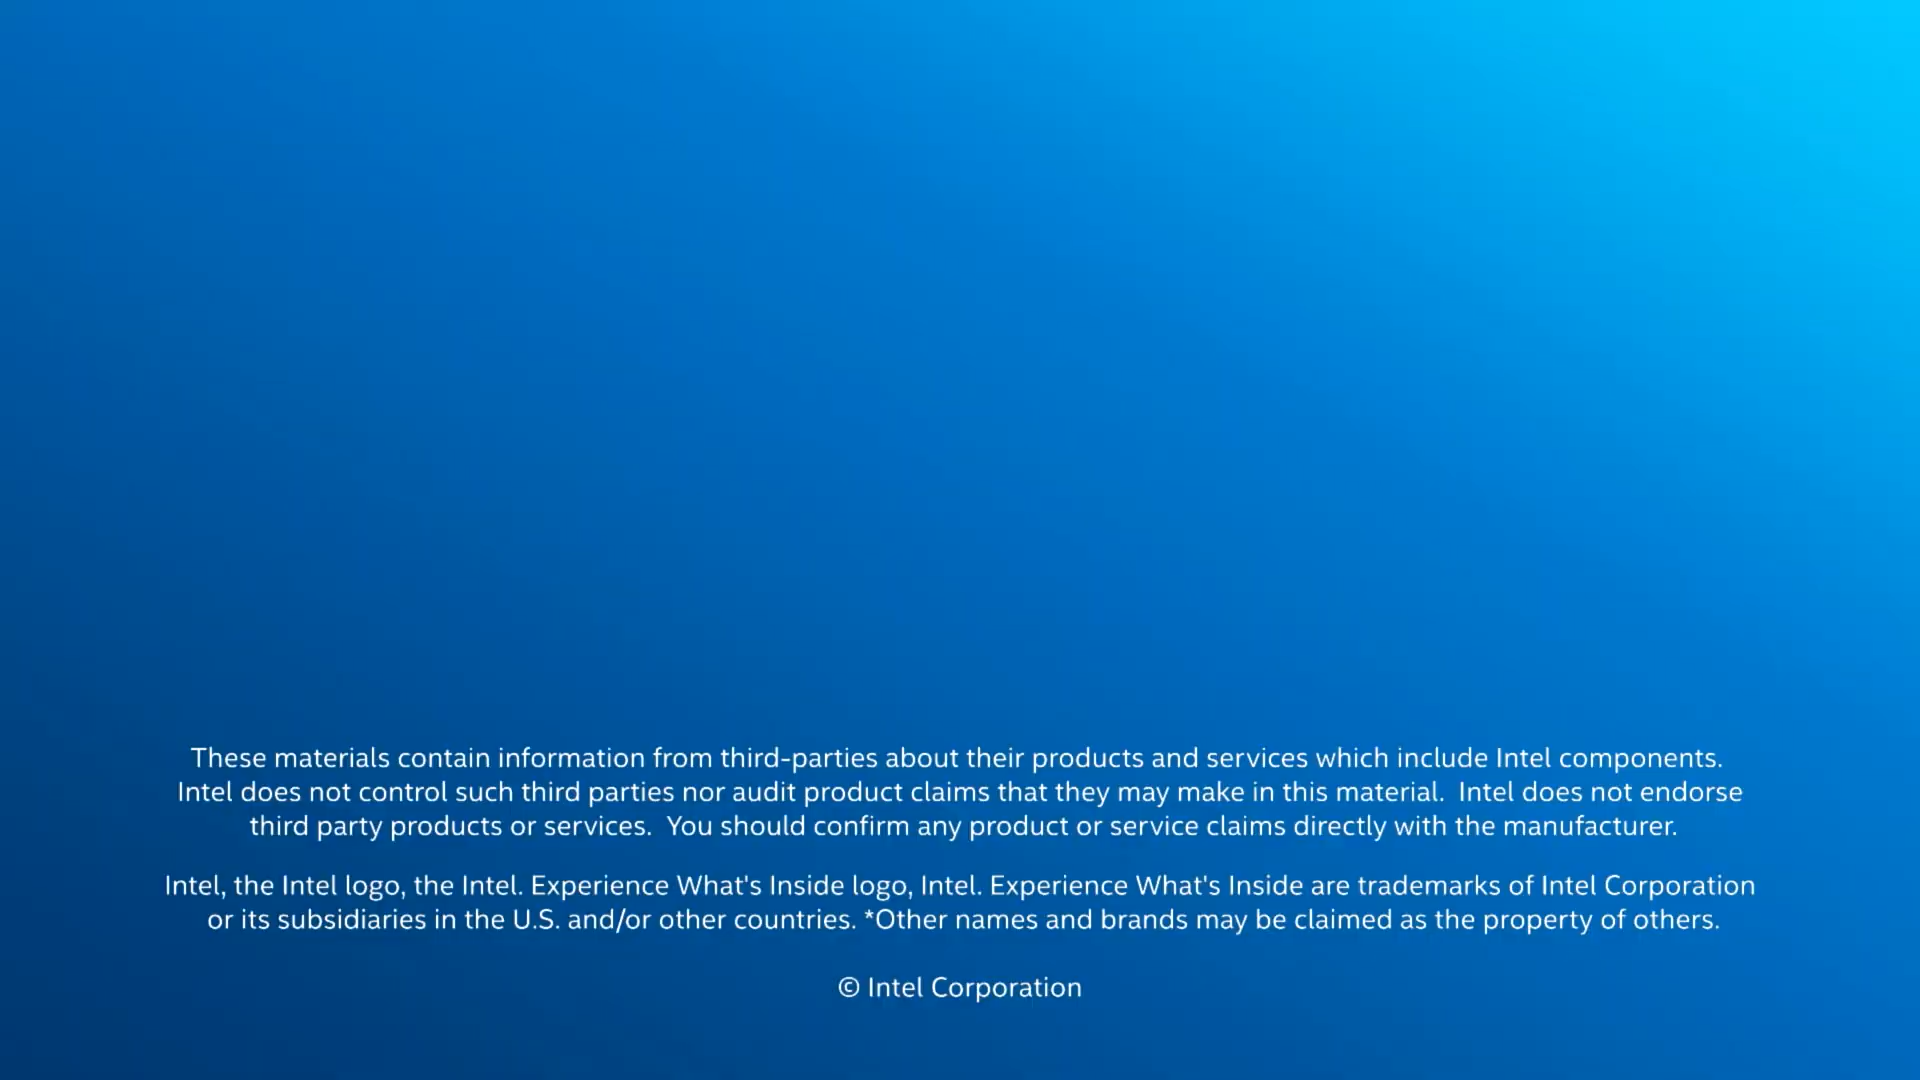 These materials contain information from third-parties about their products and services which include Intel components.
Intel does not control such third parties nor audit product claims that they may make in this material.  Intel does not endorse
third party products or services.  You should confirm any product or service claims directly with the manufacturer.
Intel, the Intel logo, the Intel. Experience What's Inside logo, Intel. Experience What's Inside are trademarks of Intel Corporation
or its subsidiaries in the U.S. and/or other countries. *Other names and brands may be claimed as the property of others.
© Intel Corporation